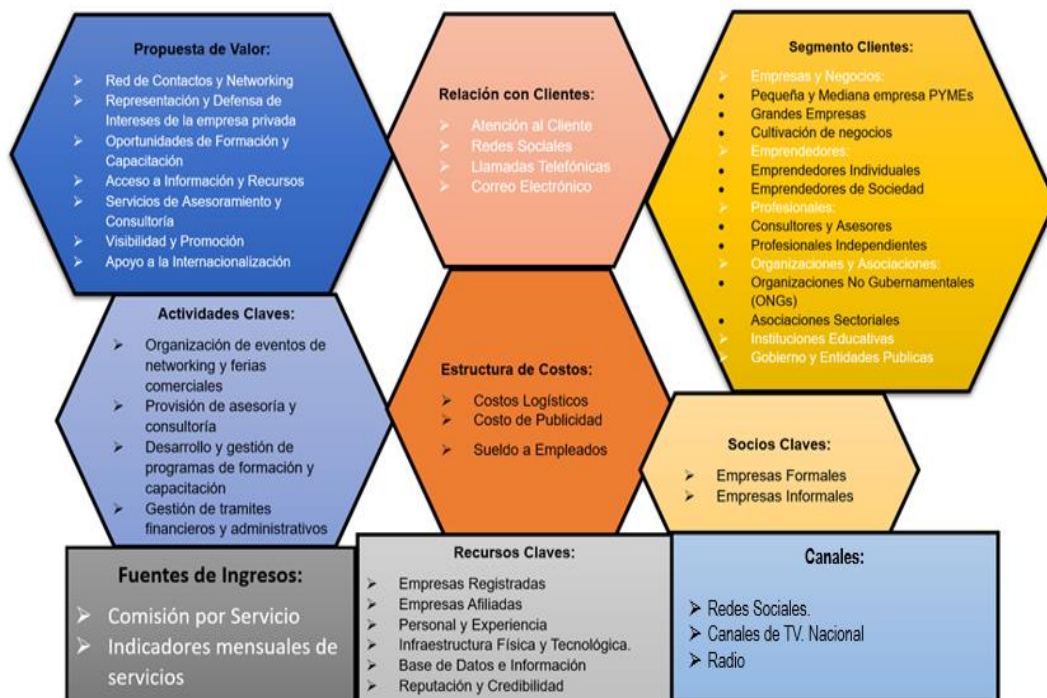 Propuesta de Valor:
➤ Red de Contactos y Networking
➤ Representación y Defensa de
Intereses de la empresa privada
➤ Oportunidades de Formación y
Capacitación
➤ Acceso a Información y Recursos
➤ Servicios de Asesoramiento y
Consultoría
➤ Visibilidad y Promoción
➤ Apoyo a la Internacionalización
Relación con Clientes:
➤ Atención al Cliente
➤ Redes Sociales
➤ Llamadas Telefónicas
➤ Correo Electrónico
Segmento Clientes:
➤ Empresas y Negocios:
• Pequeña y Mediana empresa PYMEs
• Grandes Empresas
• Cultivación de negocios
➤ Emprendedores:
• Emprendedores Individuales
• Emprendedores de Sociedad
➤ Profesionales:
• Consultores y Asesores
• Profesionales Independientes
➤ Organizaciones y Asociaciones:
• Organizaciones No Gubernamentales
(ONGs)
• Asociaciones Sectoriales
➤ Instituciones Educativas
➤ Gobierno y Entidades Publicas
Actividades Claves:
➤ Organización de eventos de
networking y ferias
comerciales
➤ Provisión de asesoría y
consultoría
➤ Desarrollo y gestión de
programas de formación y
capacitación
➤ Gestión de tramites
financieros y administrativos
Estructura de Costos:
➤ Costos Logísticos
➤ Costo de Publicidad
➤ Sueldo a Empleados
Socios Claves:
➤ Empresas Formales
➤ Empresas Informales
Fuentes de Ingresos:
➤ Comisión por Servicio
➤ Indicadores mensuales de
servicios
Recursos Claves:
➤ Empresas Registradas
➤ Empresas Afiliadas
➤ Personal y Experiencia
➤ Infraestructura Física y Tecnológica.
➤ Base de Datos e Información
➤ Reputación y Credibilidad
Canales:
➤ Redes Sociales.
➤ Canales de TV. Nacional
➤ Radio